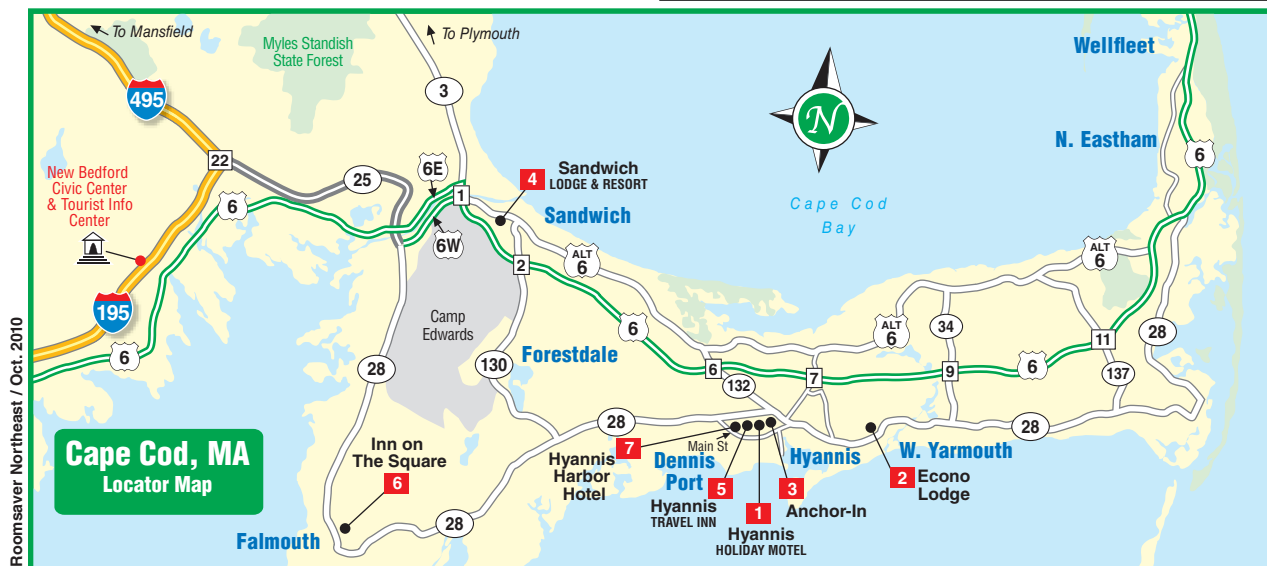 To Mansfield
To Plymouth
Myles Standish
State Forest
Wellfleet
495
3
N
N. Eastham
6
22
6E
25
New Bedford
Civic Center
& Tourist Info
Center
6
1
4
Sandwich
LODGE & RESORT
Sandwich
Cape Cod
Bay
6W
ALT
6
ALT
6
2
195
Camp
Edwards
6
6
ALT
6
34
28
11
Forestdale
130
28
6
132
7
9
6
137
Cape Cod, MA
Locator Map
Inn on
The Square
6
28
7
Hyannis
Harbor
Hotel
Main St
Dennis
Port
5
Hyannis
TRAVEL INN
1
Hyannis
HOLIDAY MOTEL
Hyannis
3
Anchor-In
W. Yarmouth
28
2
Econo
Lodge
28
Falmouth
Roomsaver Northeast / Oct. 2010